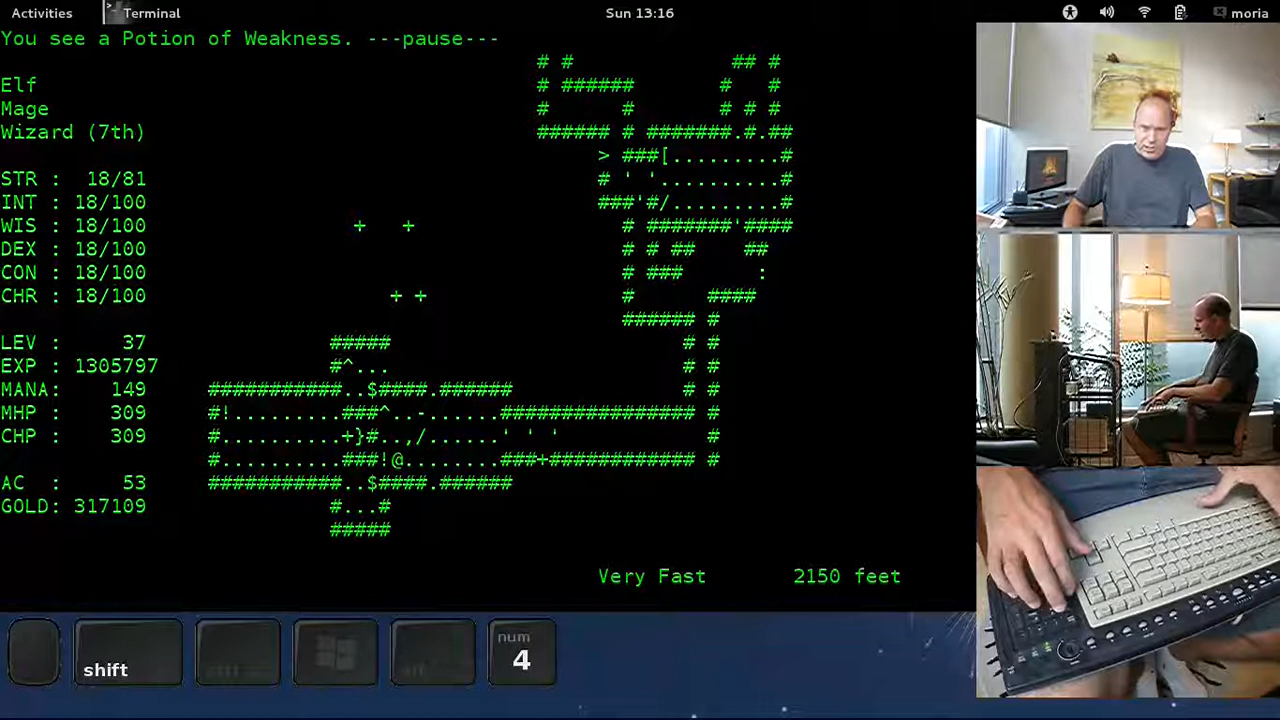 Activities Terminal Sun 13:16 moria
You see a Potion of Weakness. ---pause---
# # ## #
Elf # ###### # #
Mage # # # # #
Wizard (7th) ###### # #######.#.##
> ###[.........#
STR : 18/81 # ' '..........#
INT : 18/100 ###'#/.........#
WIS : 18/100 + + # #######'####
DEX : 18/100 # # ## ##
CON : 18/100 # ### :
CHR : 18/100 + + # ####
###### #
LEV : 37 ##### # #
EXP : 1305797 #^... # #
MANA: 149 ###########..$####.###### # #
MHP : 309 #!.........###^..-......################ #
CHP : 309 #..........+}#..,/......' ' ' #
#..........###!@........###+############ #
AC : 53 ###########..$####.######
GOLD: 317109 #...#
#####
Very Fast 2150 feet
shift
num
4